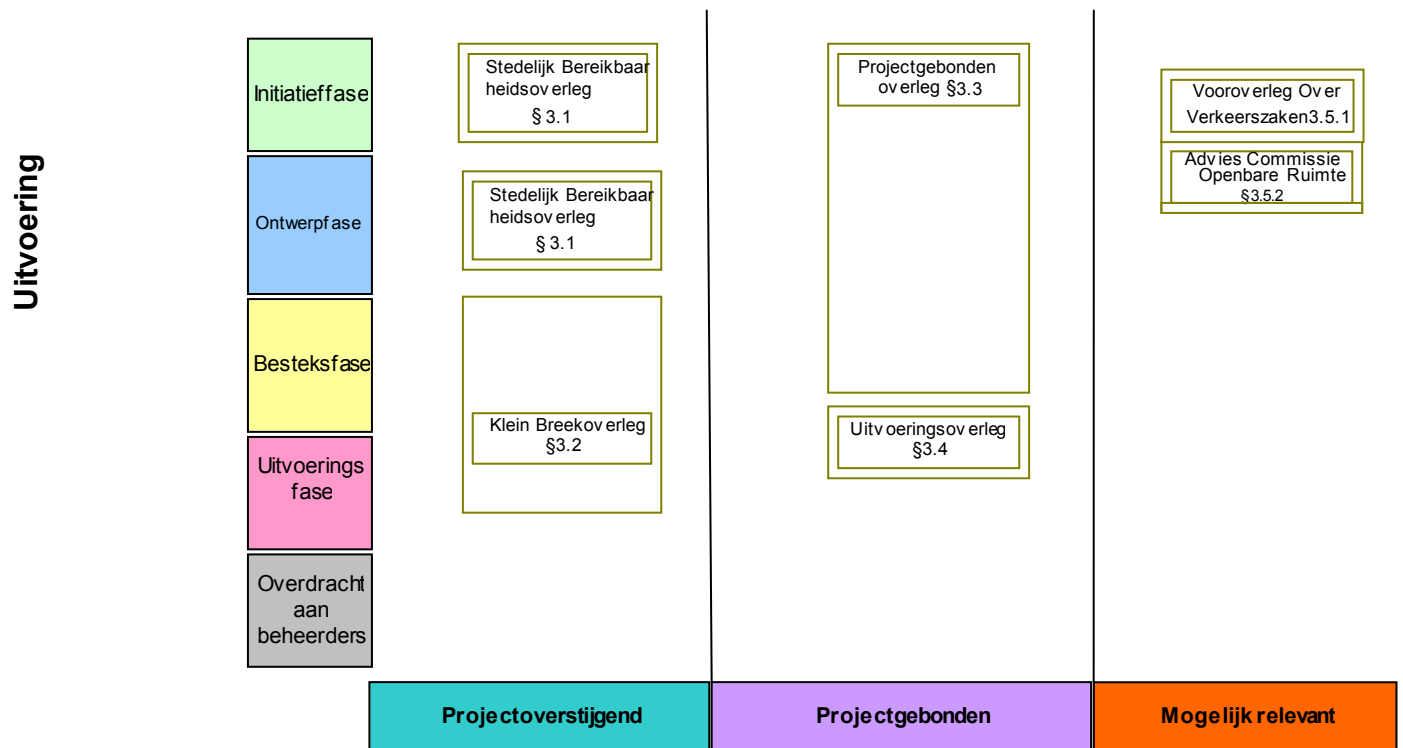 Uitvoering
Initiatieffase
Stedelijk Bereikbaar
heidsoverleg
§ 3.1
Projectgebonden
overleg §3.3
Vooroverleg Over
Verkeerszaken3.5.1
Ontwerpfase
Stedelijk Bereikbaar
heidsoverleg
§ 3.1
Advies Commissie
Openbare Ruimte
§3.5.2
Besteksfase
Klein Breekoverleg
§3.2
Uitvoeringsoverleg
§3.4
Uitvoerings
fase
Overdracht
aan
beheerders
Projectoverstijgend
Projectgebonden
Mogelijk relevant